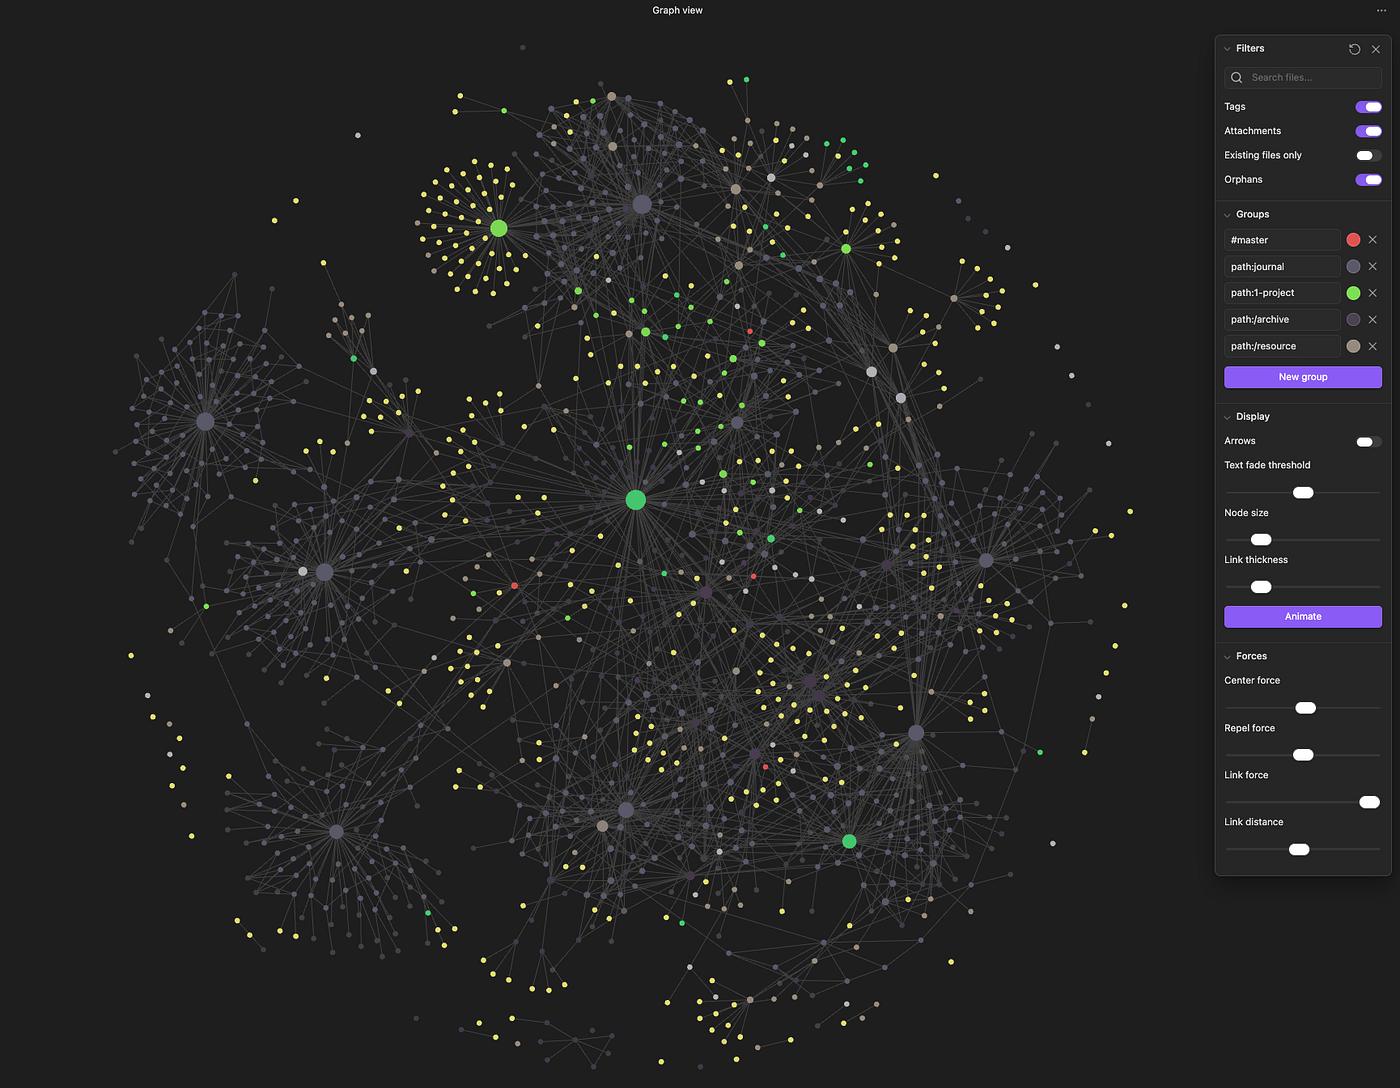 Graph view
Filters
Search files...
Tags
Attachments
Existing files only
Orphans
Groups
#master
path:journal
path:1-project
path:/archive
path:/resource
New group
Display
Arrows
Text fade threshold
Node size
Link thickness
Animate
Forces
Center force
Repel force
Link force
Link distance